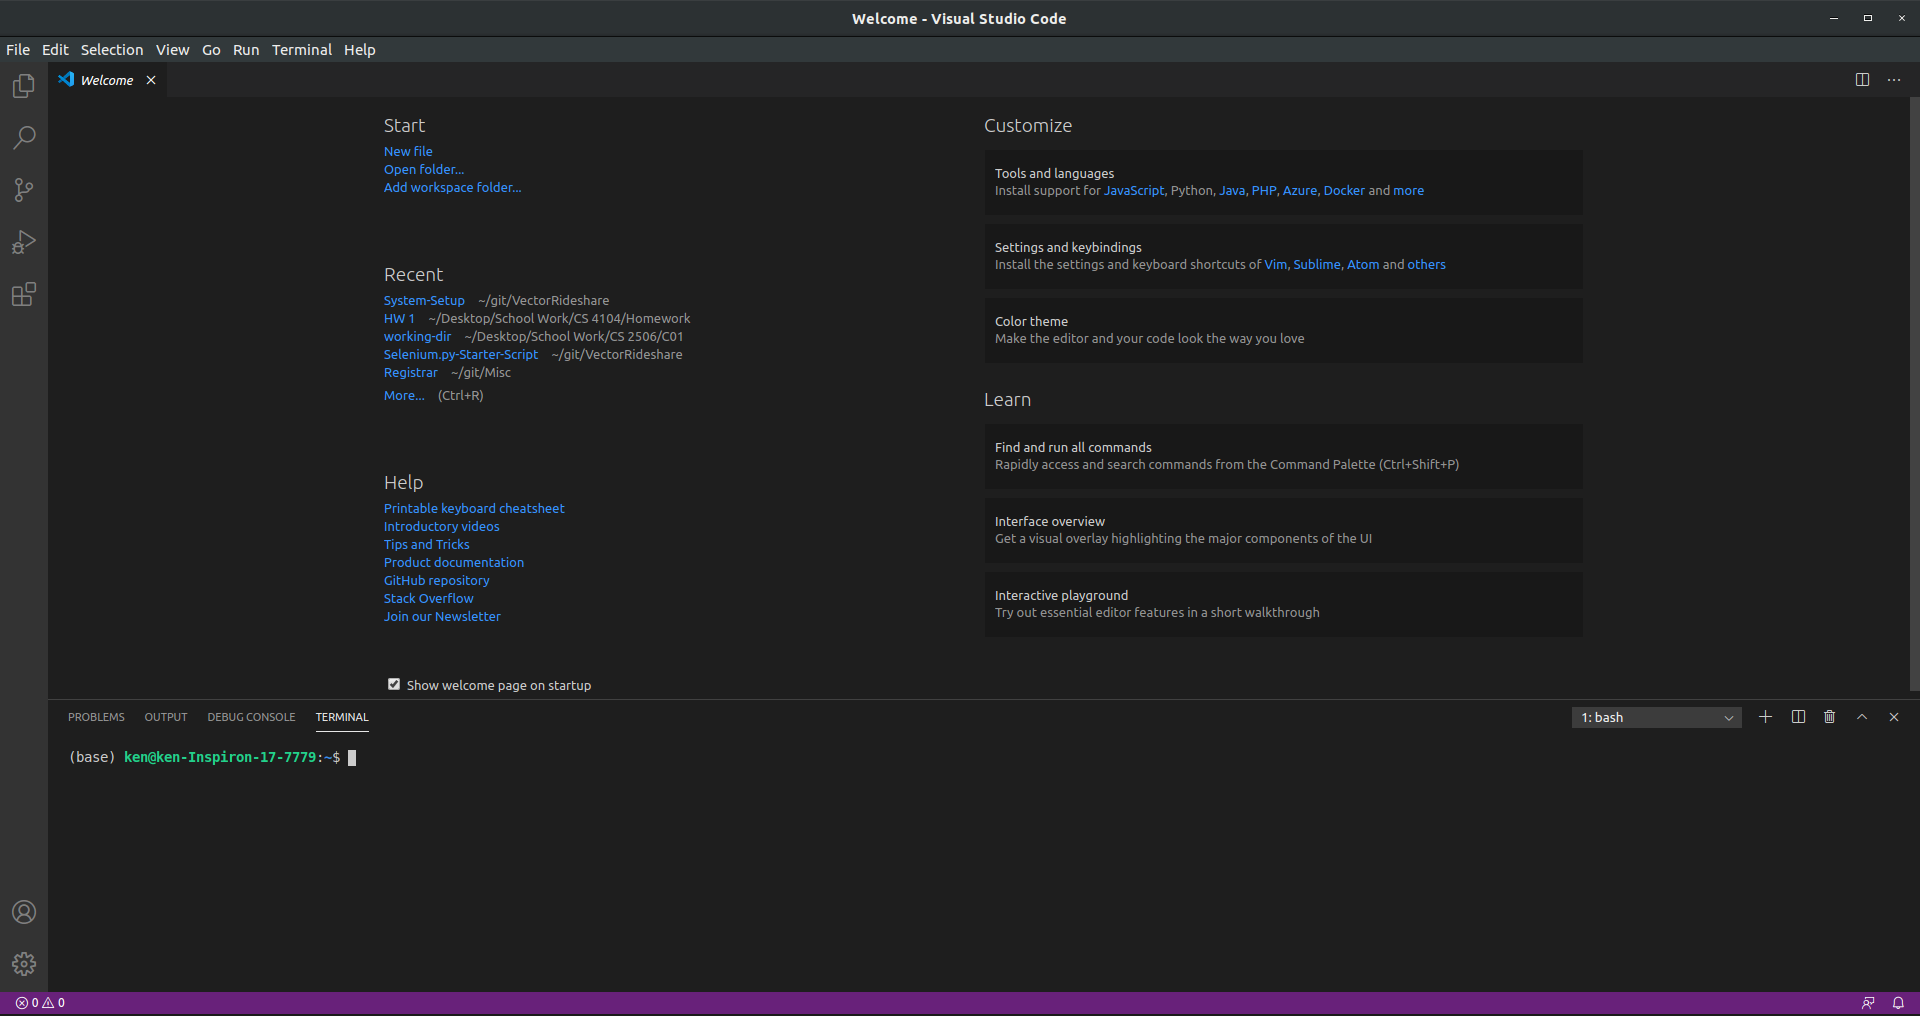 Welcome - Visual Studio Code
File Edit Selection View Go Run Terminal Help
Welcome
Start
New file
Open folder...
Add workspace folder...
Recent
System-Setup ~/git/VectorRideshare
HW 1 ~/Desktop/School Work/CS 4104/Homework
working-dir ~/Desktop/School Work/CS 2506/C01
Selenium.py-Starter-Script ~/git/VectorRideshare
Registrar ~/git/Misc
More... (Ctrl+R)
Help
Printable keyboard cheatsheet
Introductory videos
Tips and Tricks
Product documentation
GitHub repository
Stack Overflow
Join our Newsletter
Show welcome page on startup
Customize
Tools and languages
Install support for JavaScript, Python, Java, PHP, Azure, Docker and more
Settings and keybindings
Install the settings and keyboard shortcuts of Vim, Sublime, Atom and others
Color theme
Make the editor and your code look the way you love
Learn
Find and run all commands
Rapidly access and search commands from the Command Palette (Ctrl+Shift+P)
Interface overview
Get a visual overlay highlighting the major components of the UI
Interactive playground
Try out essential editor features in a short walkthrough
PROBLEMS OUTPUT DEBUG CONSOLE TERMINAL
1: bash
(base) ken@ken-Inspiron-17-7779:~$
0 0